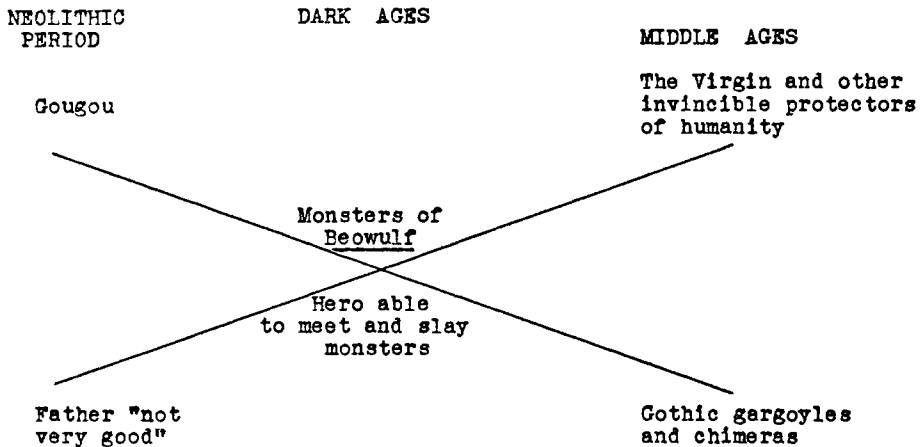 NEOLITHIC
PERIOD
DARK AGES
MIDDLE AGES
Gougou
The Virgin and other
invincible protectors
of humanity
Monsters of
Beowulf
Hero able
to meet and slay
monsters
Father "not
very good"
Gothic gargoyles
and chimeras